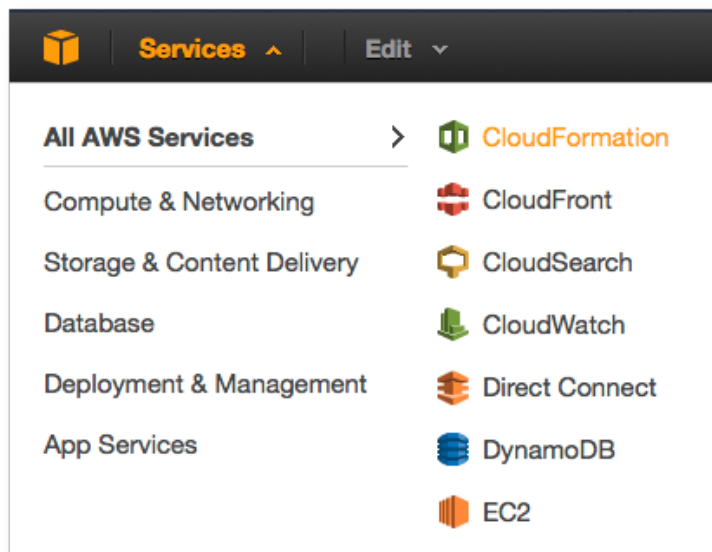 Services Edit
All AWS Services
Compute & Networking
Storage & Content Delivery
Database
Deployment & Management
App Services
CloudFormation
CloudFront
CloudSearch
CloudWatch
Direct Connect
DynamoDB
EC2